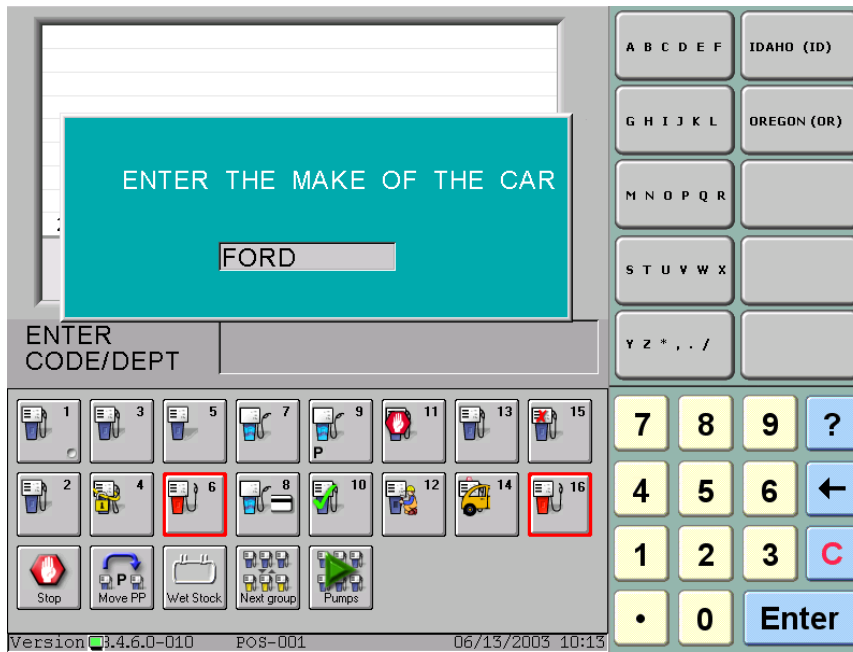 ENTER THE MAKE OF THE CAR
FORD
ENTER
CODE/DEPT
A B C D E F
IDAHO (ID)
G H I J K L
OREGON (OR)
M N O P Q R
S T U V W X
Y Z * , . /
1 3 5 7 9 11 13 15
P
2 4 6 8 10 12 14 16
P
Stop Move PP Wet Stock Next group Pumps
7 8 9 ?
4 5 6 ←
1 2 3 C
• 0 Enter
Version 3.4.6.0-010 POS-001 06/13/2003 10:13